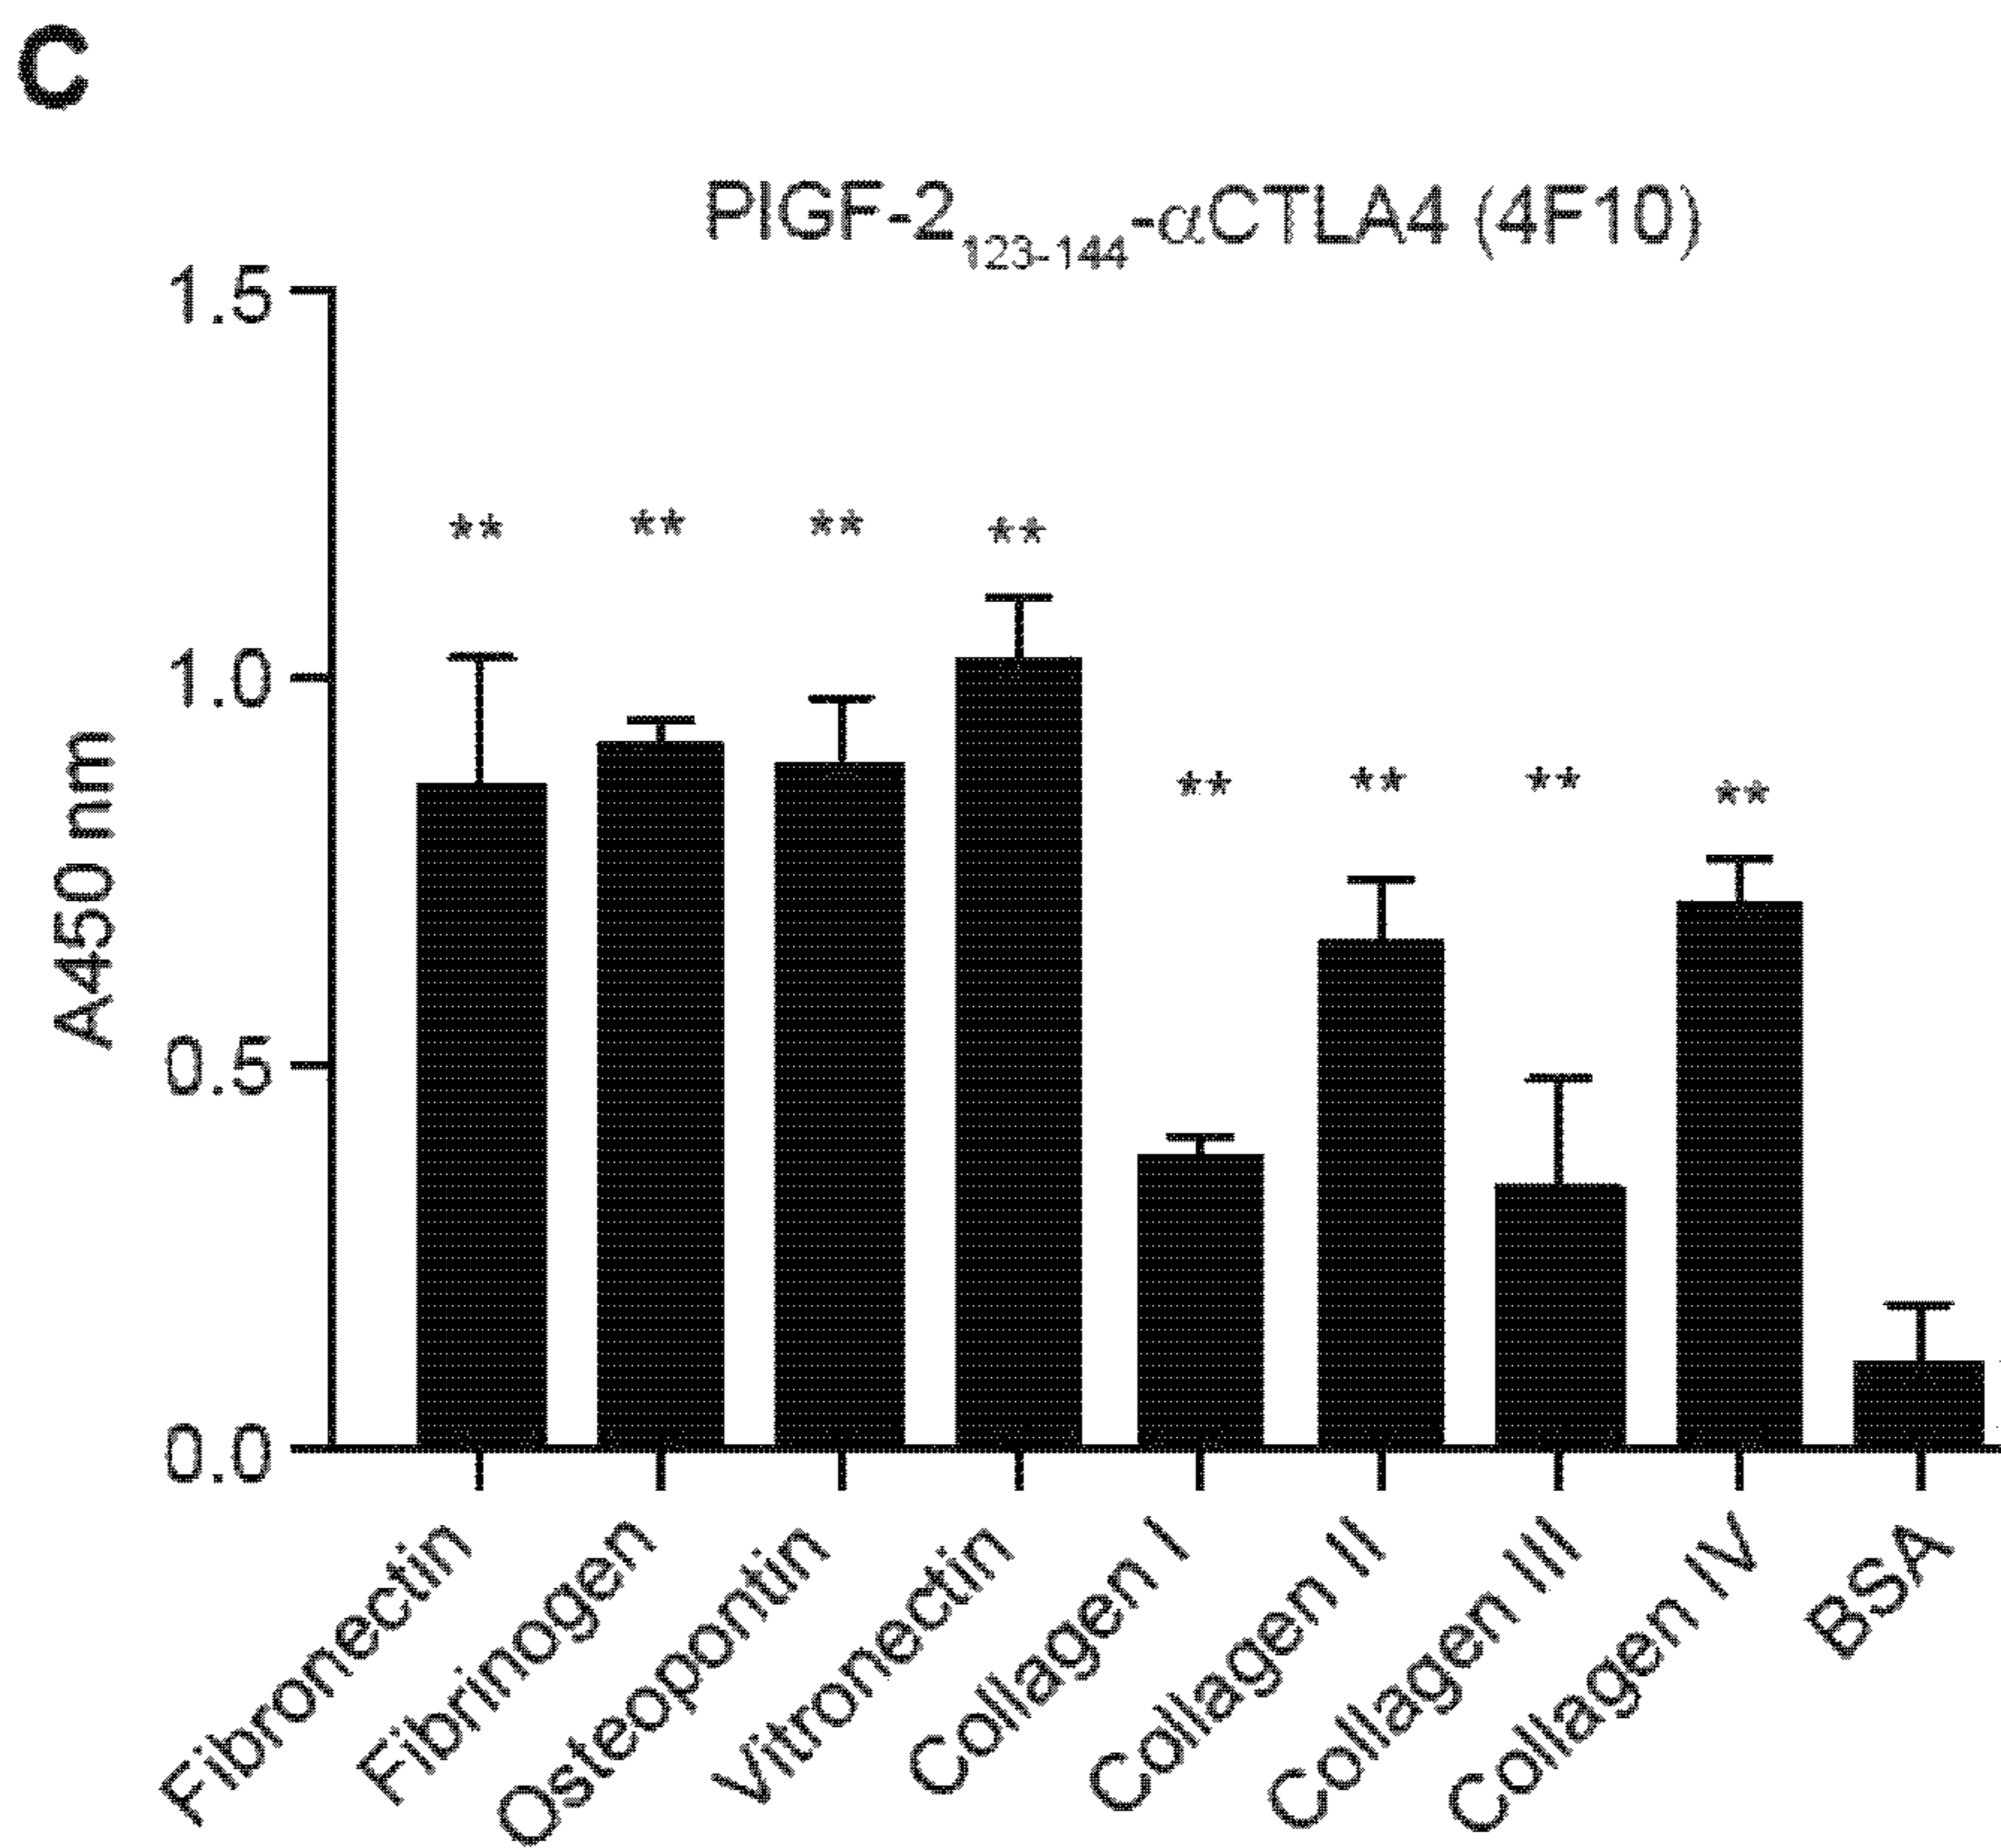 C
PlGF-2123-144-αCTLA4 (4F10)
1.5
1.0
0.5
0.0
A450 nm
** ** ** **
** ** ** **
Fibronectin
Fibrinogen
Osteopontin
Vitronectin
Collagen I
Collagen II
Collagen III
Collagen IV
BSA